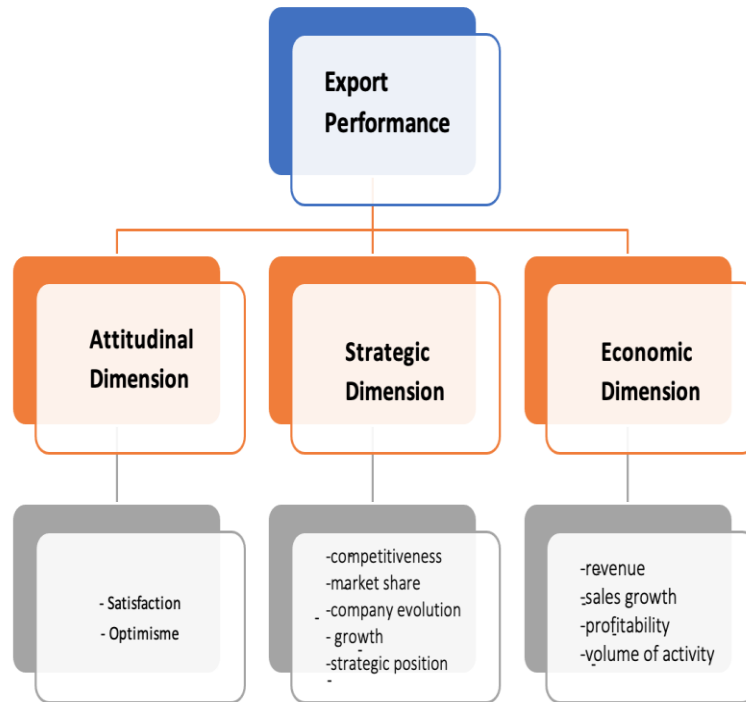 Export
Performance
Attitudinal
Dimension
Strategic
Dimension
Economic
Dimension
- Satisfaction
- Optimisme
-competitiveness
-market share
-company evolution
- growth
-strategic position
-
-revenue
-sales growth
-profitability
-volume of activity